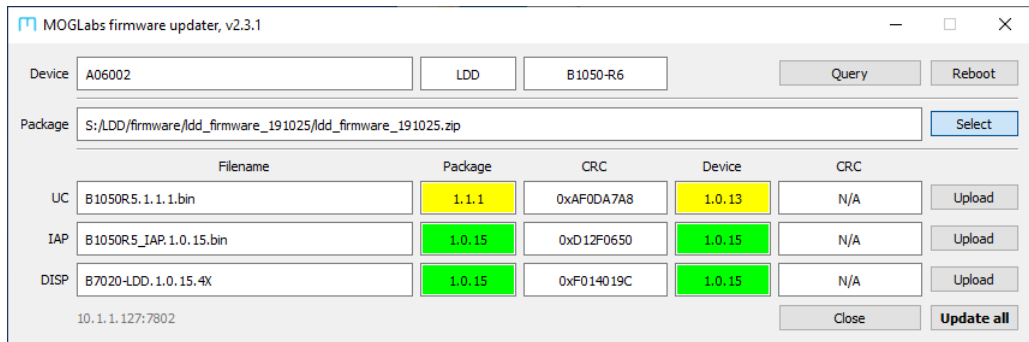 MOGLabs firmware updater, v2.3.1
Device A06002 LDD B1050-R6 Query Reboot
Package S:/LDD/firmware/ldd_firmware_191025/ldd_firmware_191025.zip Select
Filename Package CRC Device CRC
UC B1050R5.1.1.1.bin 1.1.1 0xAF0DA7A8 1.0.13 N/A Upload
IAP B1050R5_IAP.1.0.15.bin 1.0.15 0xD12F0650 1.0.15 N/A Upload
DISP B7020-LDD.1.0.15.4X 1.0.15 0xF014019C 1.0.15 N/A Upload
10.1.1.127:7802 Close Update all